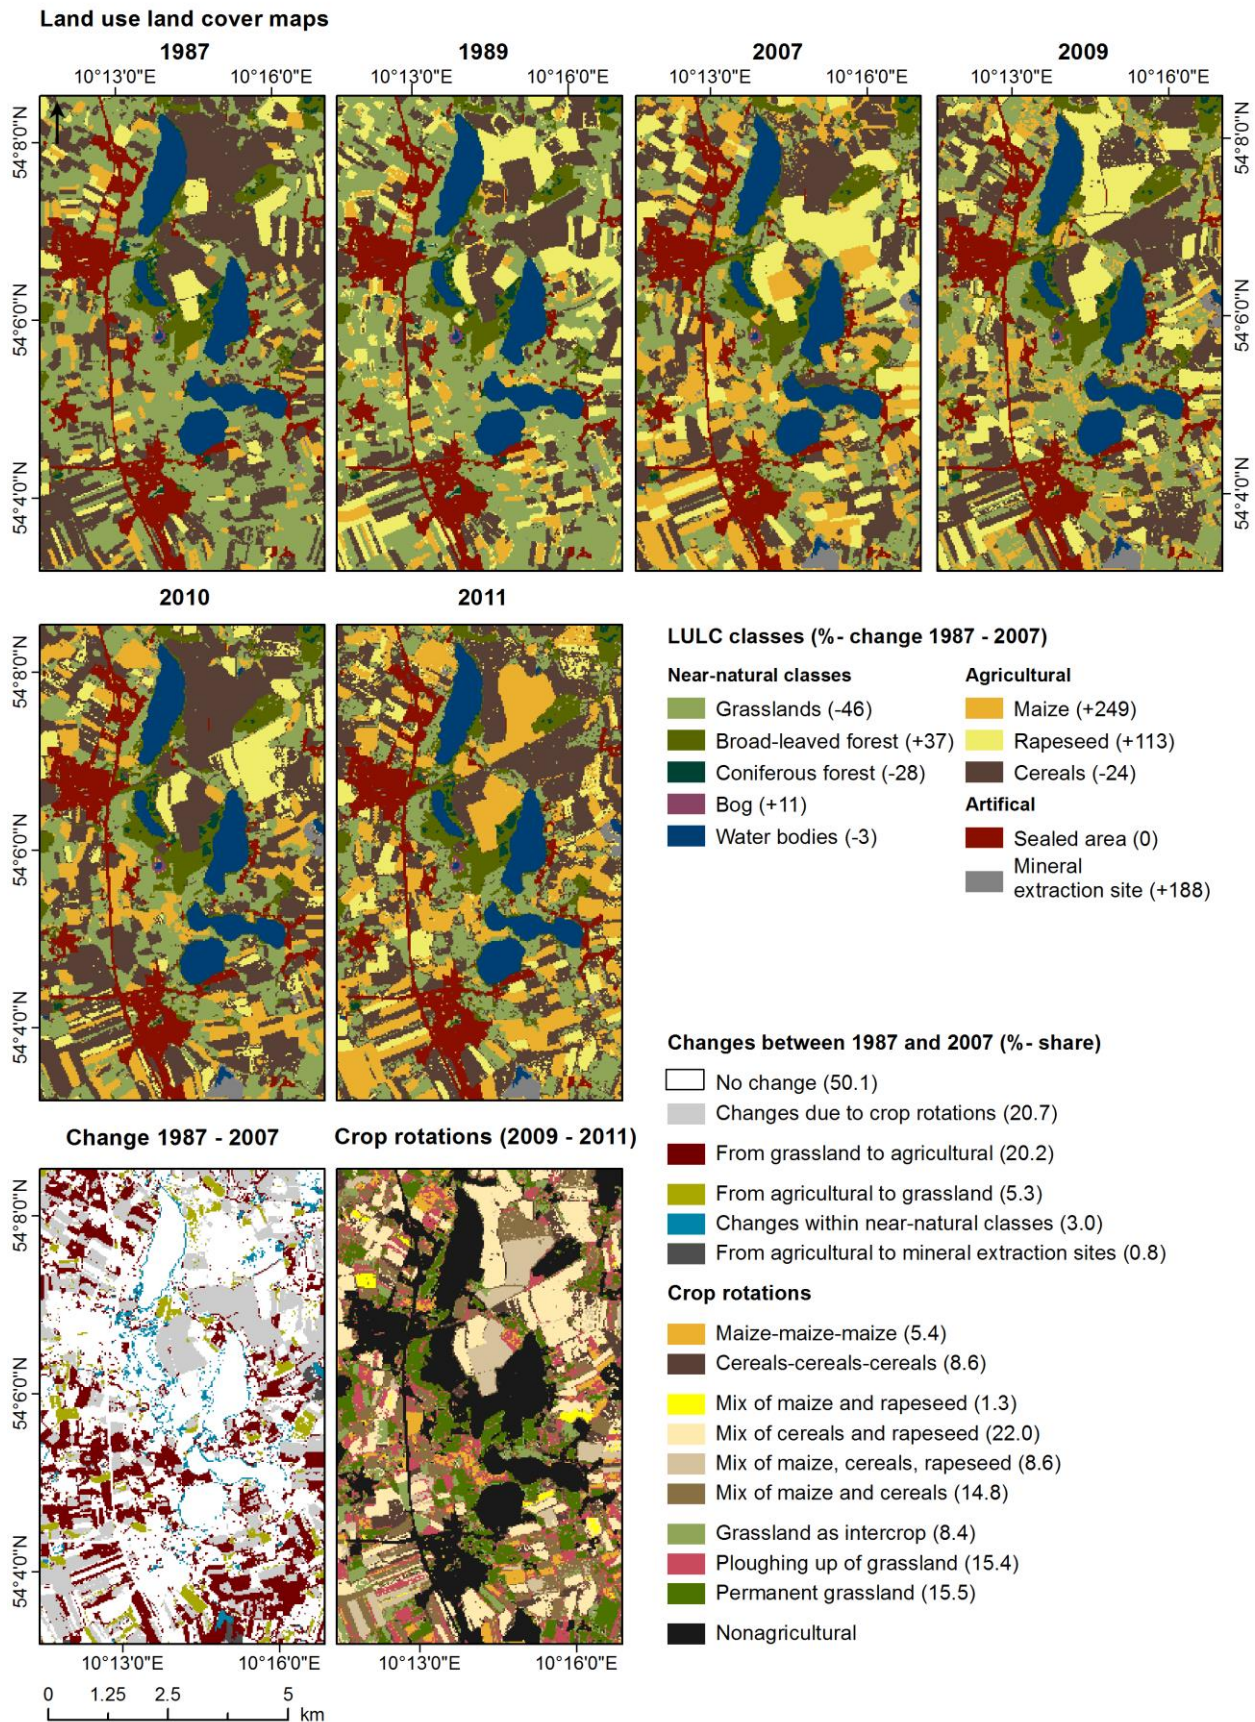 Land use land cover maps
1987
1989
2007
2009
10°13'0"E
10°16'0"E
10°13'0"E
10°16'0"E
10°13'0"E
10°16'0"E
10°13'0"E
10°16'0"E
54°8'0"N
54°6'0"N
54°4'0"N
54°8'0"N
54°6'0"N
54°4'0"N
2010
2011
54°8'0"N
54°6'0"N
54°4'0"N
LULC classes (%- change 1987 - 2007)
Near-natural classes
Grasslands (-46)
Broad-leaved forest (+37)
Coniferous forest (-28)
Bog (+11)
Water bodies (-3)
Agricultural
Maize (+249)
Rapeseed (+113)
Cereals (-24)
Artifical
Sealed area (0)
Mineral
extraction site (+188)
Change 1987 - 2007
Crop rotations (2009 - 2011)
54°8'0"N
54°6'0"N
54°4'0"N
10°13'0"E
10°16'0"E
10°13'0"E
10°16'0"E
0
1.25
2.5
5
km
Changes between 1987 and 2007 (%- share)
No change (50.1)
Changes due to crop rotations (20.7)
From grassland to agricultural (20.2)
From agricultural to grassland (5.3)
Changes within near-natural classes (3.0)
From agricultural to mineral extraction sites (0.8)
Crop rotations
Maize-maize-maize (5.4)
Cereals-cereals-cereals (8.6)
Mix of maize and rapeseed (1.3)
Mix of cereals and rapeseed (22.0)
Mix of maize, cereals, rapeseed (8.6)
Mix of maize and cereals (14.8)
Grassland as intercrop (8.4)
Ploughing up of grassland (15.4)
Permanent grassland (15.5)
Nonagricultural